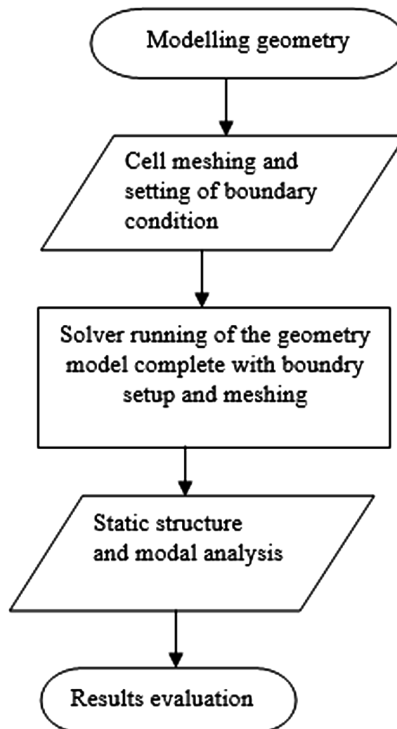 Modelling geometry
Cell meshing and
setting of boundary
condition
Solver running of the geometry
model complete with boundry
setup and meshing
Static structure
and modal analysis
Results evaluation